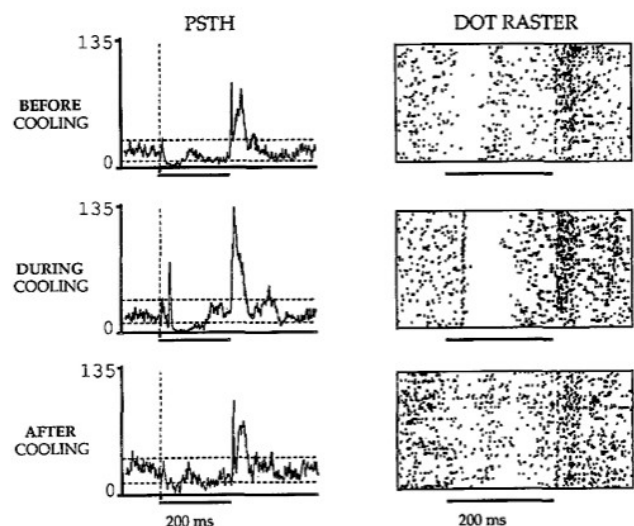 PSTH
DOT RASTER
135
BEFORE
COOLING
0
135
DURING
COOLING
0
135
AFTER
COOLING
0
200 ms
200 ms